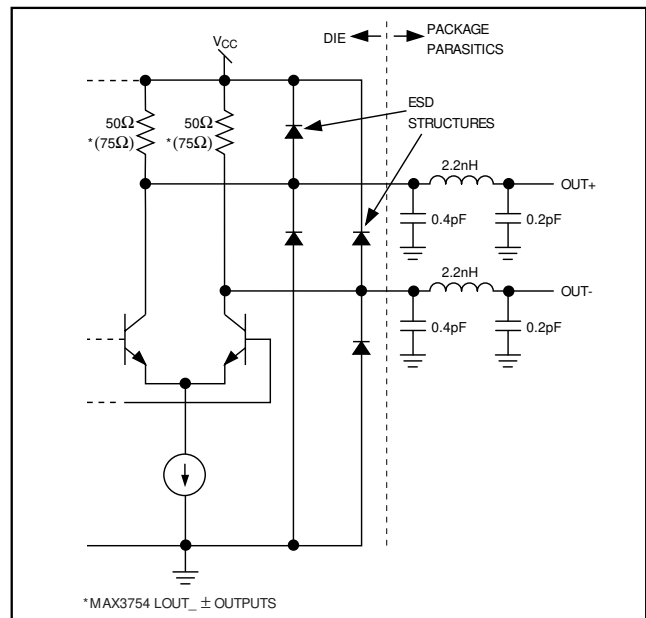 VCC
DIE
PACKAGE
PARASITICS
50Ω
*(75Ω)
50Ω
*(75Ω)
ESD
STRUCTURES
2.2nH
OUT+
0.4pF
0.2pF
2.2nH
OUT-
0.4pF
0.2pF
*MAX3754 LOUT_ ± OUTPUTS